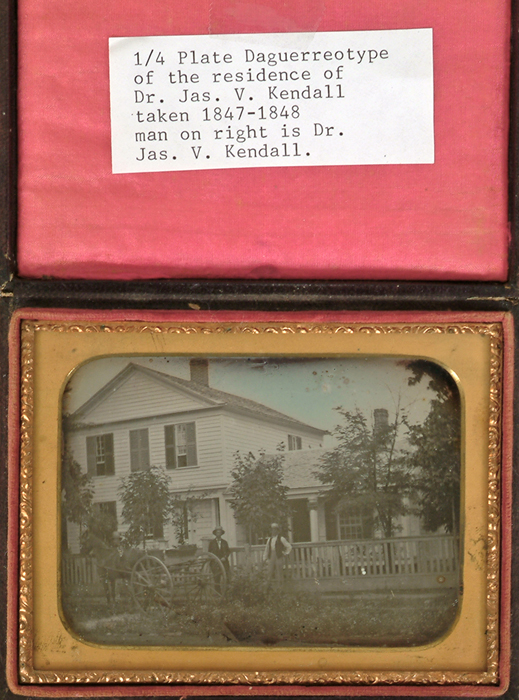 1/4 Plate Daguerreotype
of the residence of
Dr. Jas. V. Kendall
taken 1847-1848
man on right is Dr.
Jas. V. Kendall.